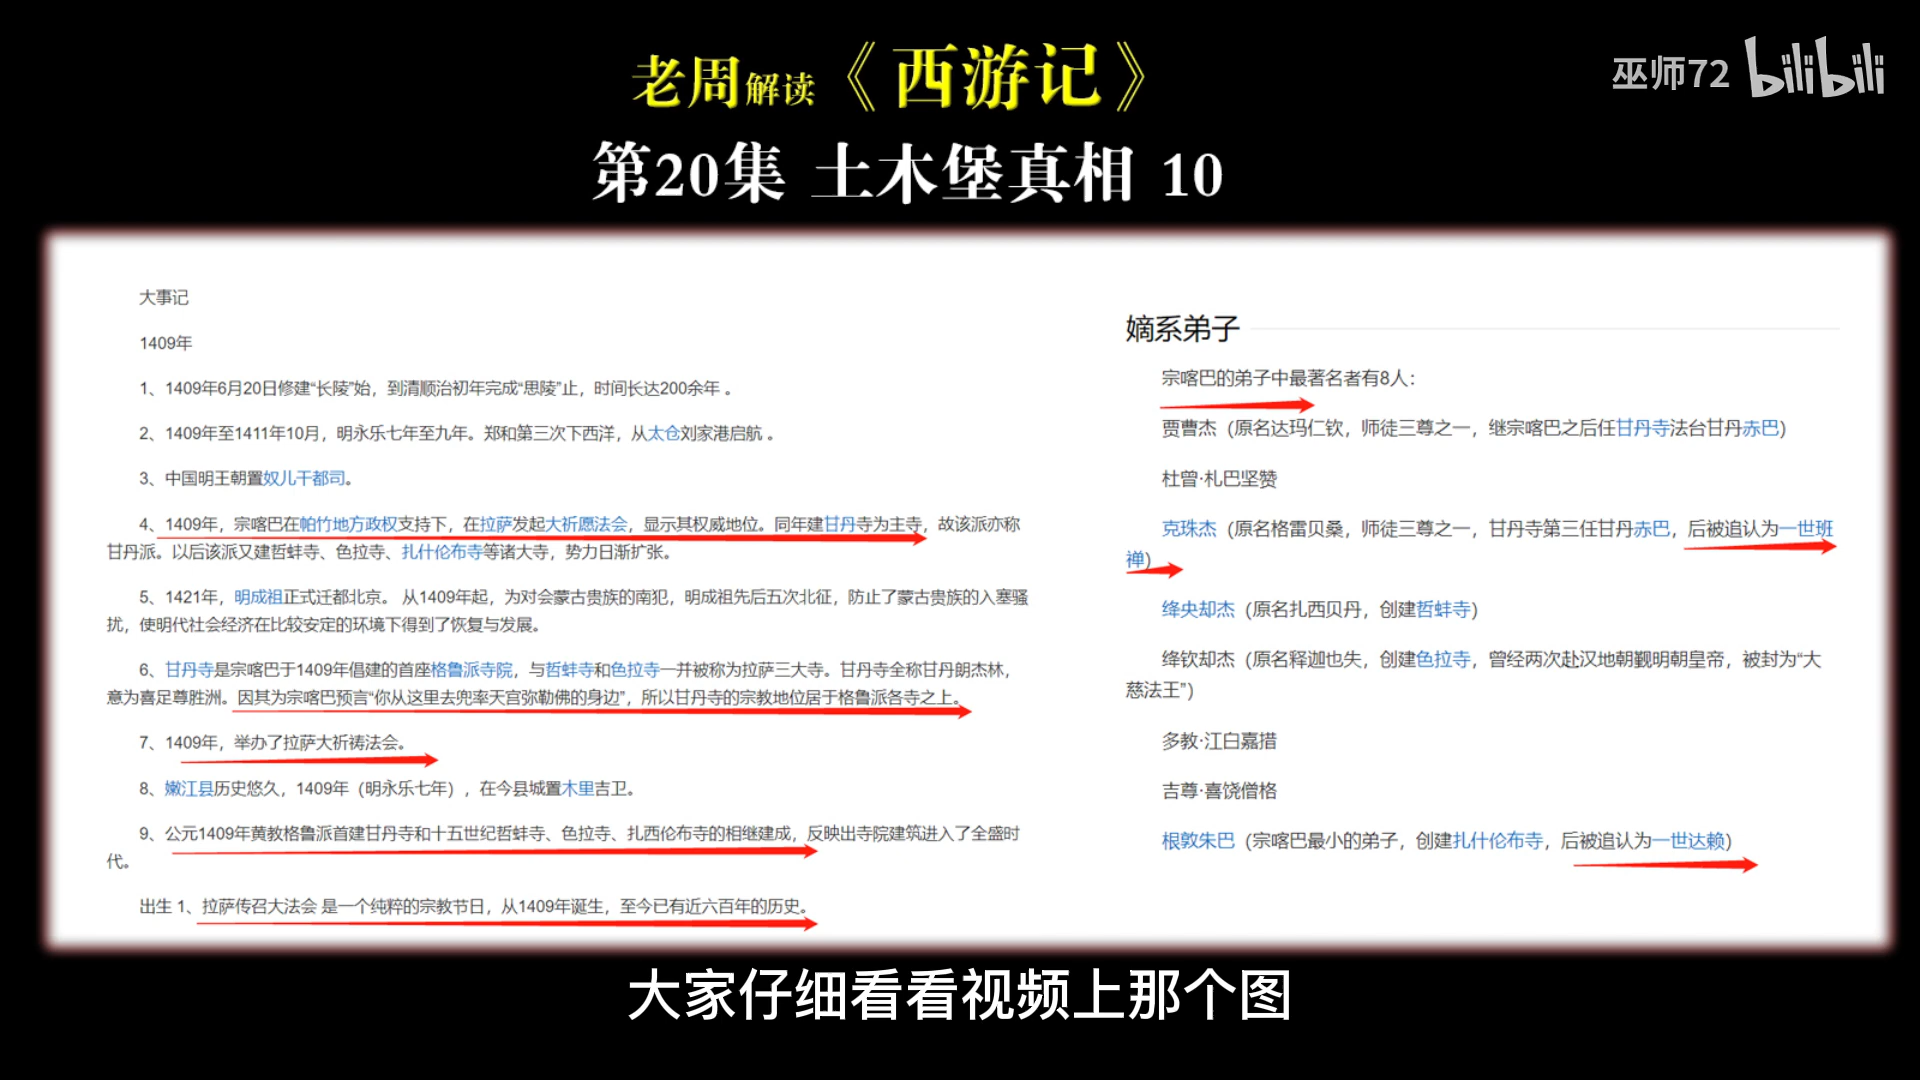 老周解读《西游记》
巫师72 bilibili
第20集 土木堡真相 10
大事记
1409年
1、1409年6月20日修建“长陵”始，到清顺治初年完成“思陵”止，时间长达200余年 。
2、1409年至1411年10月，明永乐七年至九年。郑和第三次下西洋，从太仓刘家港启航 。
3、中国明王朝置奴儿干都司。
4、1409年，宗喀巴在帕竹地方政权支持下，在拉萨发起大祈愿法会，显示其权威地位。同年建甘丹寺为主寺，故该派亦称
甘丹派。以后该派又建哲蚌寺、色拉寺、扎什伦布寺等诸大寺，势力日渐扩张。
5、1421年，明成祖正式迁都北京。 从1409年起，为对会蒙古贵族的南犯，明成祖先后五次北征，防止了蒙古贵族的入塞骚
扰，使明代社会经济在比较安定的环境下得到了恢复与发展。
6、甘丹寺是宗喀巴于1409年倡建的首座格鲁派寺院，与哲蚌寺和色拉寺一并被称为拉萨三大寺。甘丹寺全称甘丹朗杰林，
意为喜足尊胜洲。因其为宗喀巴预言“你从这里去兜率天宫弥勒佛的身边”，所以甘丹寺的宗教地位居于格鲁派各寺之上。
7、1409年，举办了拉萨大祈祷法会。
8、嫩江县历史悠久，1409年（明永乐七年），在今县城置木里吉卫。
9、公元1409年黄教格鲁派首建甘丹寺和十五世纪哲蚌寺、色拉寺、扎西伦布寺的相继建成，反映出寺院建筑进入了全盛时
代。
出生 1、拉萨传召大法会 是一个纯粹的宗教节日，从1409年诞生，至今已有近六百年的历史。
嫡系弟子
宗喀巴的弟子中最著名者有8人：
贾曹杰（原名达玛仁钦，师徒三尊之一，继宗喀巴之后任甘丹寺法台甘丹赤巴）
杜曾·札巴坚赞
克珠杰（原名格雷贝桑，师徒三尊之一，甘丹寺第三任甘丹赤巴，后被追认为一世班
禅）
绛央却杰（原名扎西贝丹，创建哲蚌寺）
绛钦却杰（原名释迦也失，创建色拉寺，曾经两次赴汉地朝觐明朝皇帝，被封为“大
慈法王”）
多教·江白嘉措
吉尊·喜饶僧格
根敦朱巴（宗喀巴最小的弟子，创建扎什伦布寺，后被追认为一世达赖）
大家仔细看看视频上那个图